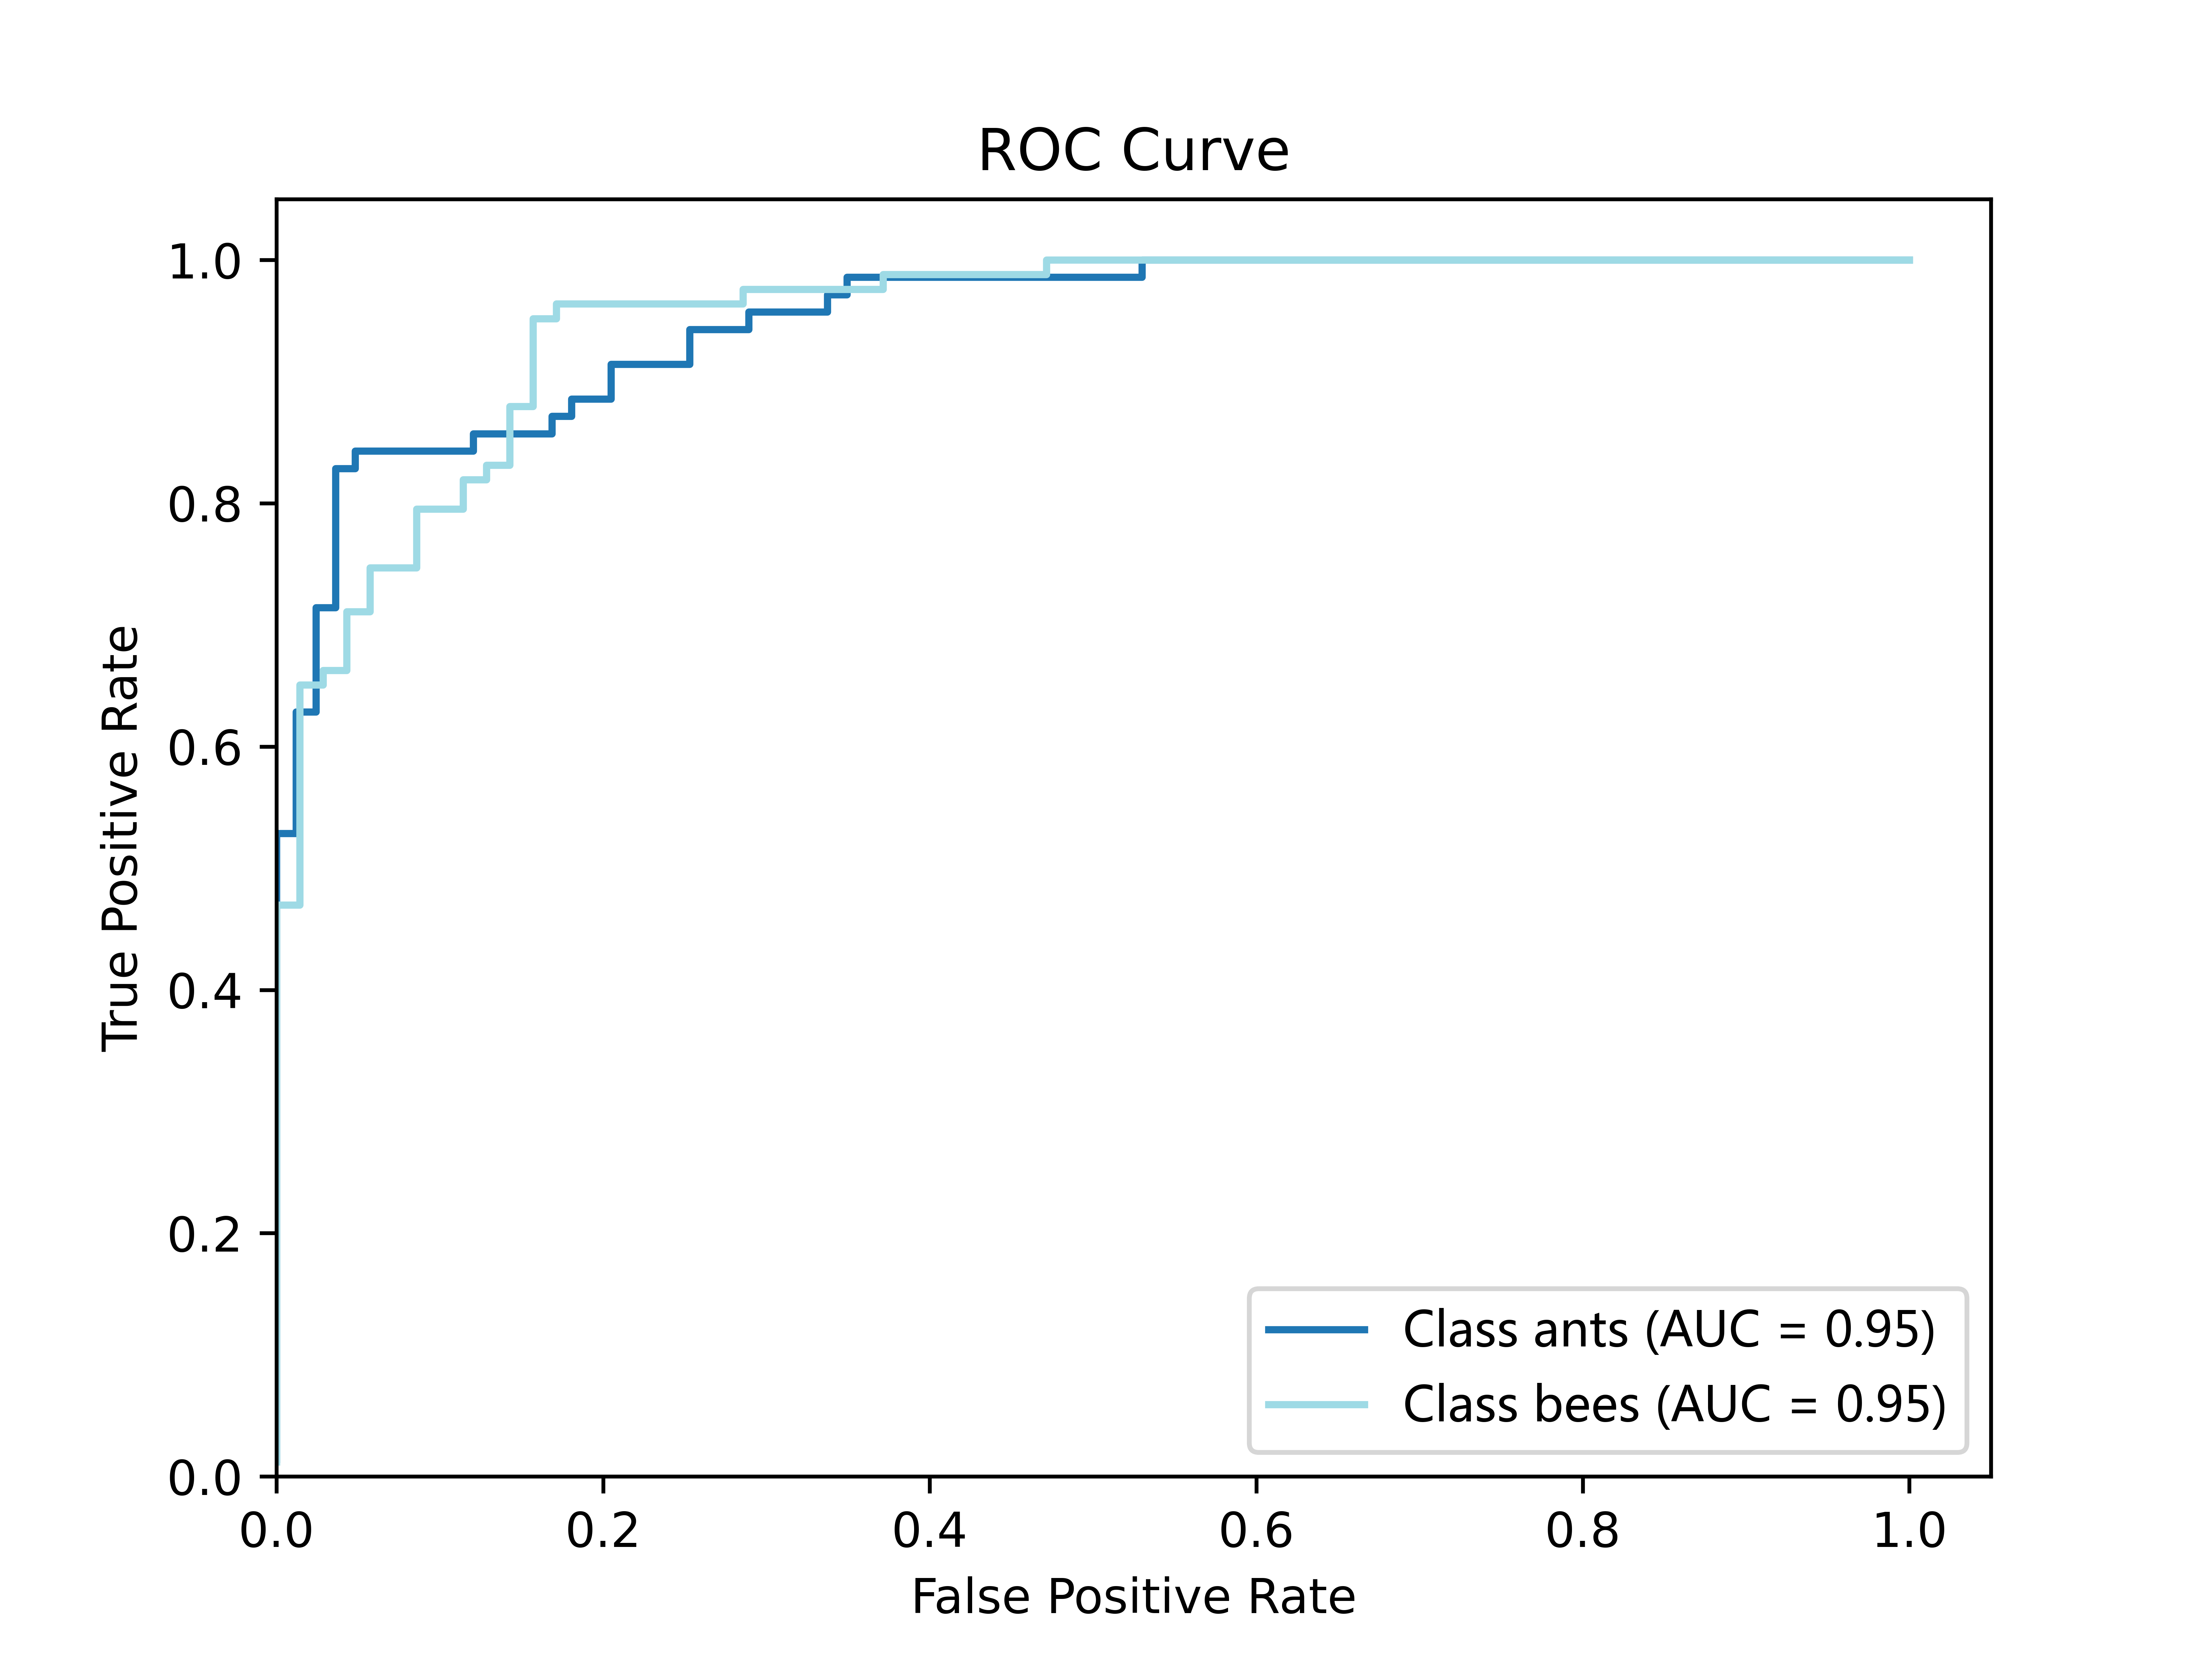 ROC Curve
1.0
0.8
0.6
0.4
0.2
0.0
True Positive Rate
0.0 0.2 0.4 0.6 0.8 1.0
False Positive Rate
Class ants (AUC = 0.95)
Class bees (AUC = 0.95)